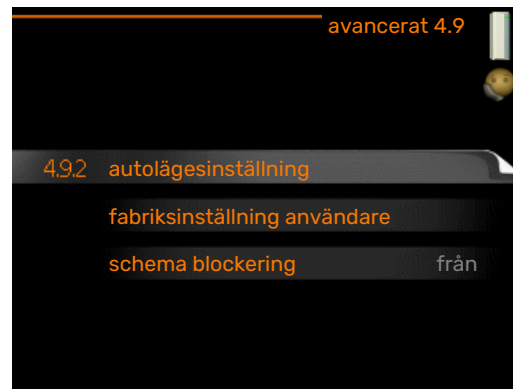 avancerat 4.9
4.9.2 autolägesinställning
fabriksinställning användare
schema blockering från